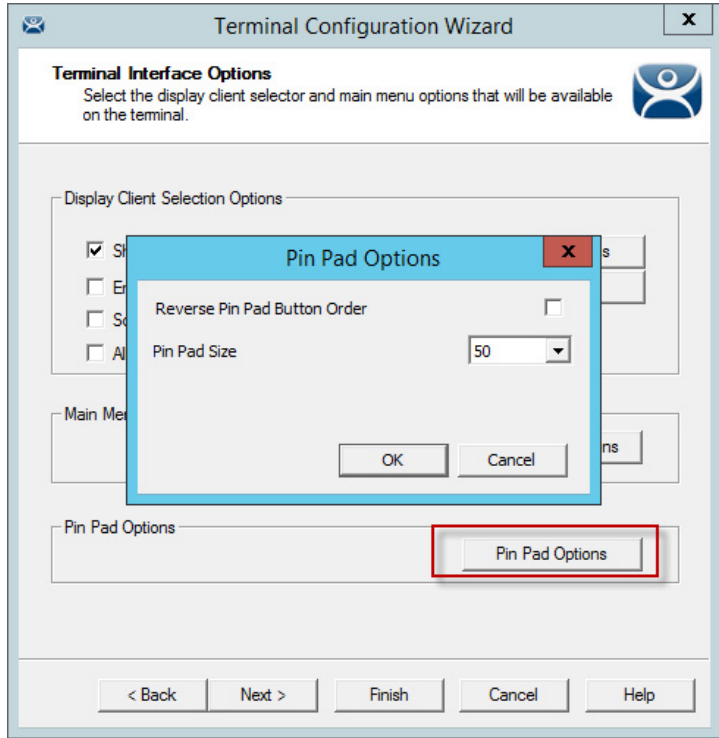 Terminal Configuration Wizard
x
Terminal Interface Options
Select the display client selector and main menu options that will be available
on the terminal.
Display Client Selection Options
Pin Pad Options
x
Reverse Pin Pad Button Order
Pin Pad Size
50
OK
Cancel
Pin Pad Options
Pin Pad Options
< Back
Next >
Finish
Cancel
Help